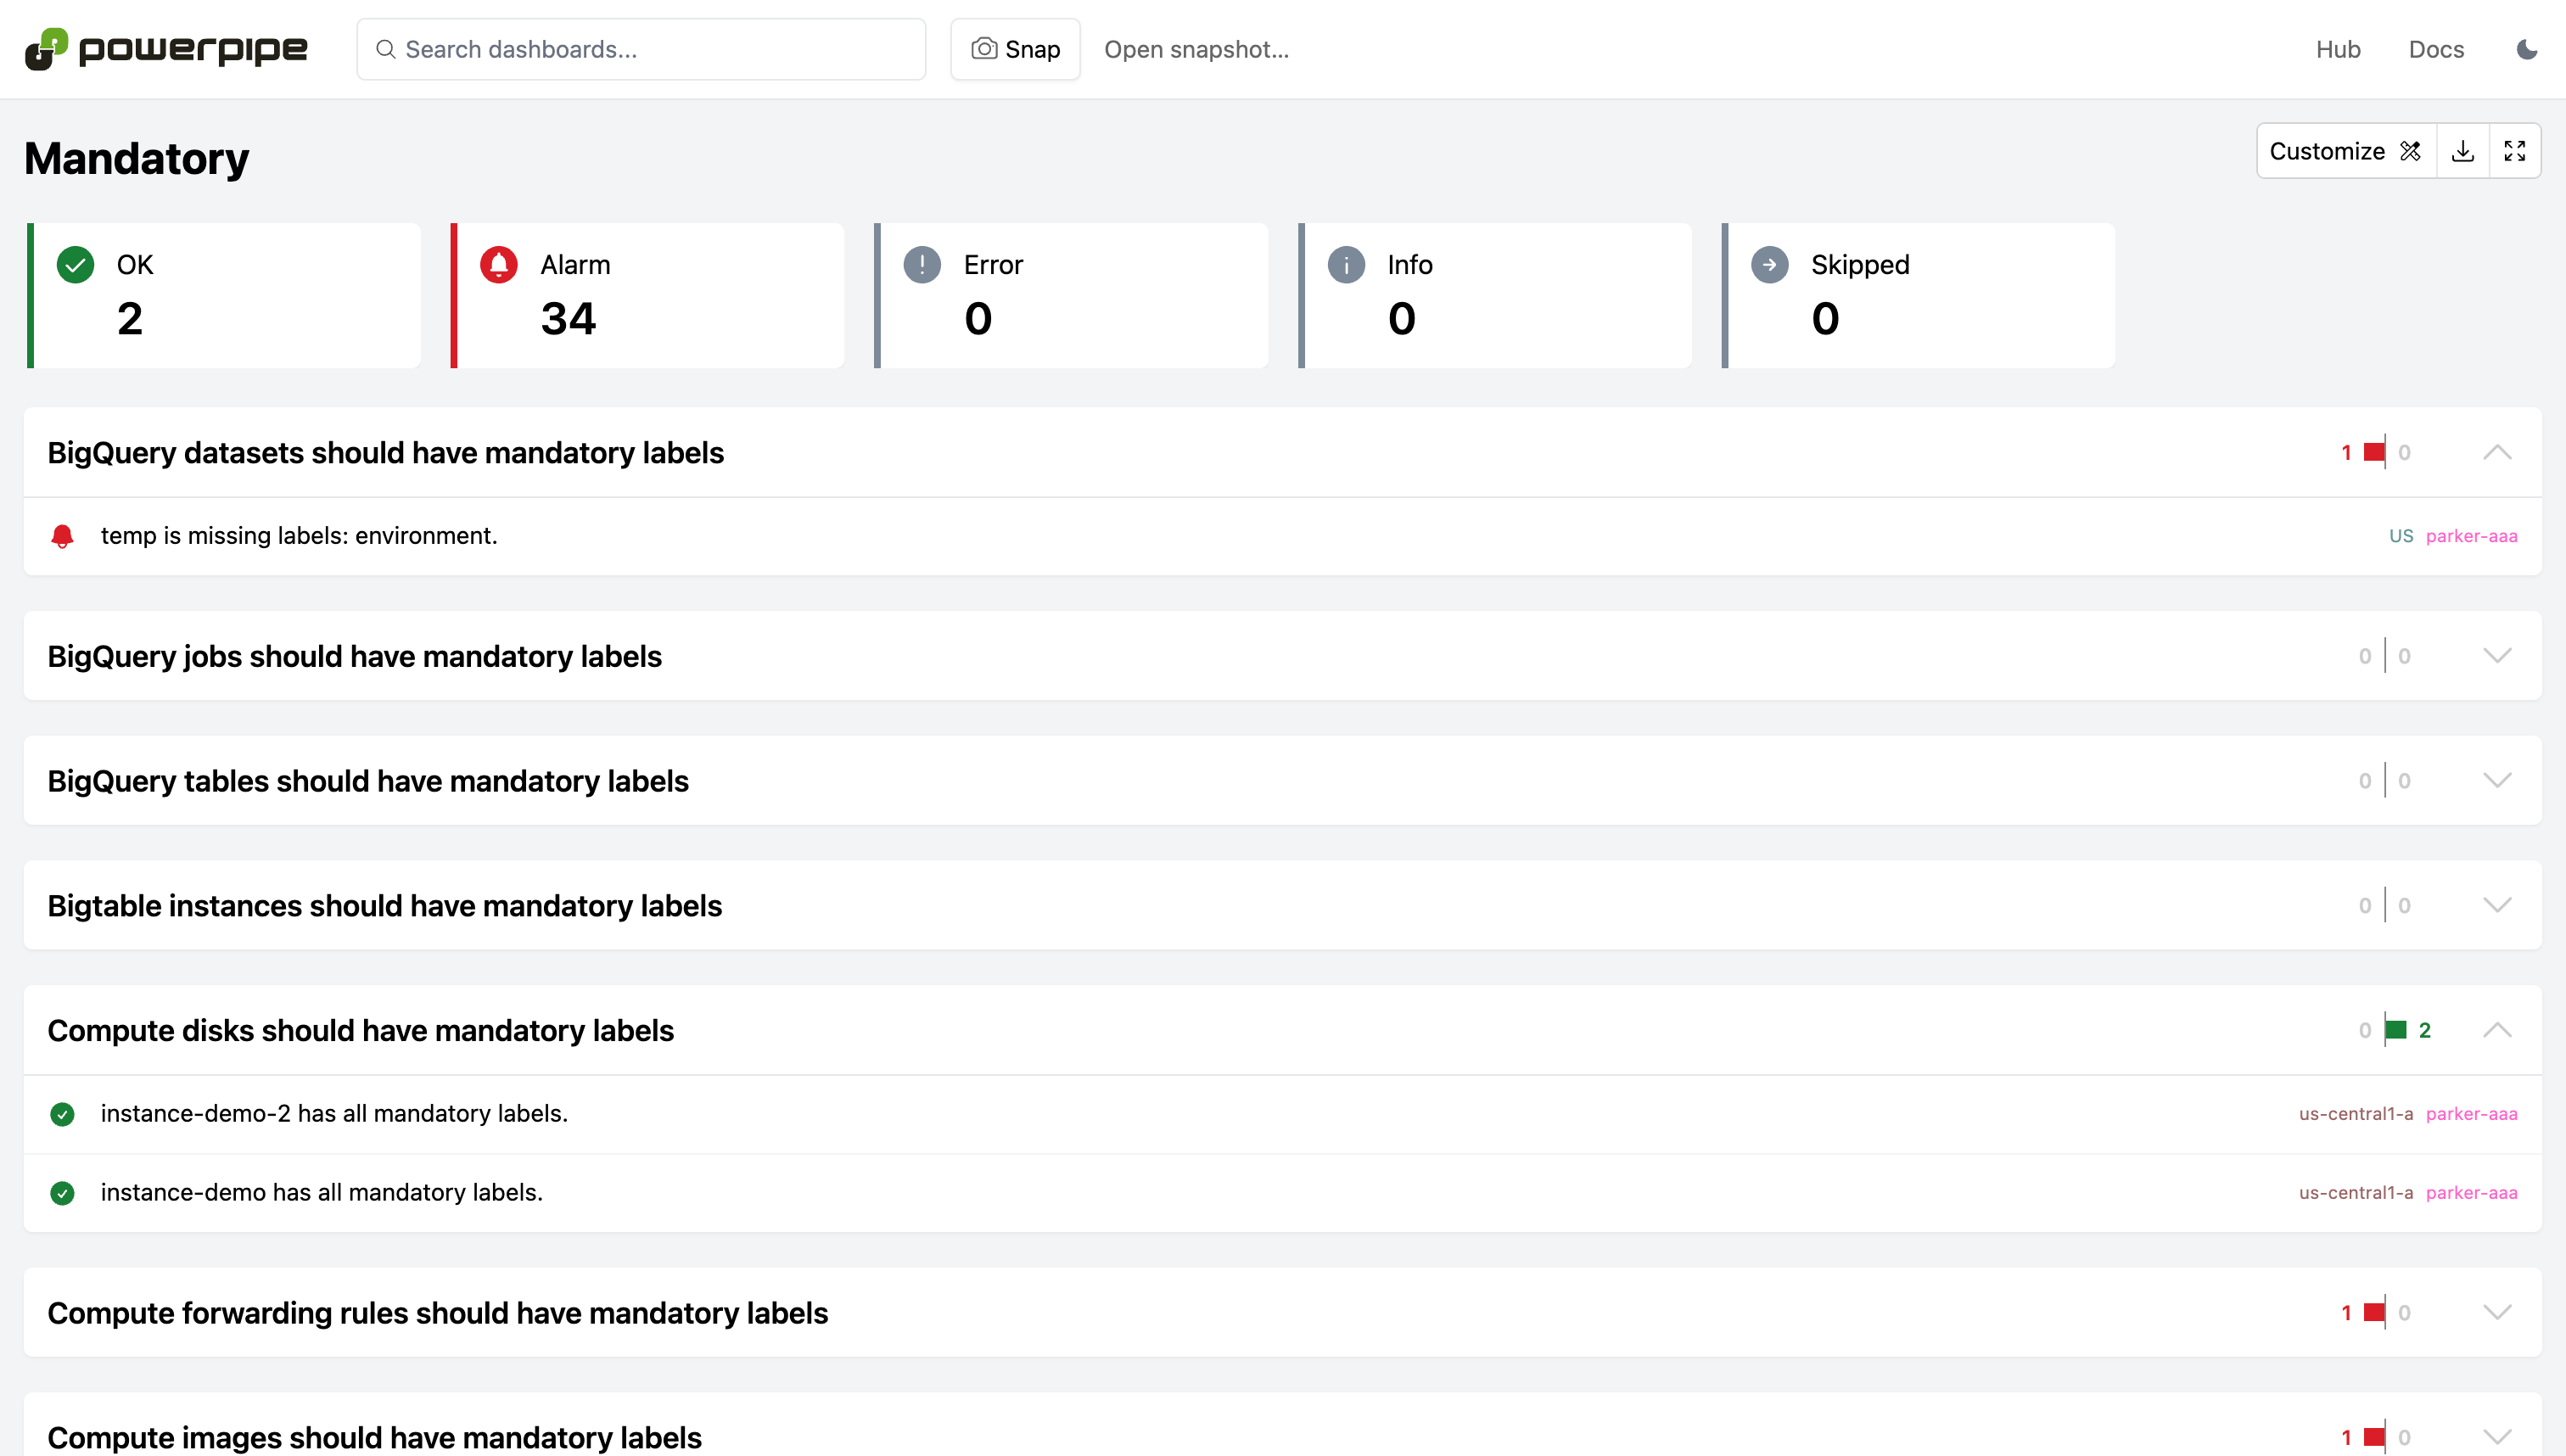 powerpipe
Search dashboards...
Snap
Open snapshot...
Hub
Docs
Mandatory
Customize
OK
2
Alarm
34
Error
0
Info
0
Skipped
0
BigQuery datasets should have mandatory labels
1 0
temp is missing labels: environment.
US parker-aaa
BigQuery jobs should have mandatory labels
0 0
BigQuery tables should have mandatory labels
0 0
Bigtable instances should have mandatory labels
0 0
Compute disks should have mandatory labels
0 2
instance-demo-2 has all mandatory labels.
us-central1-a parker-aaa
instance-demo has all mandatory labels.
us-central1-a parker-aaa
Compute forwarding rules should have mandatory labels
1 0
Compute images should have mandatory labels
1 0